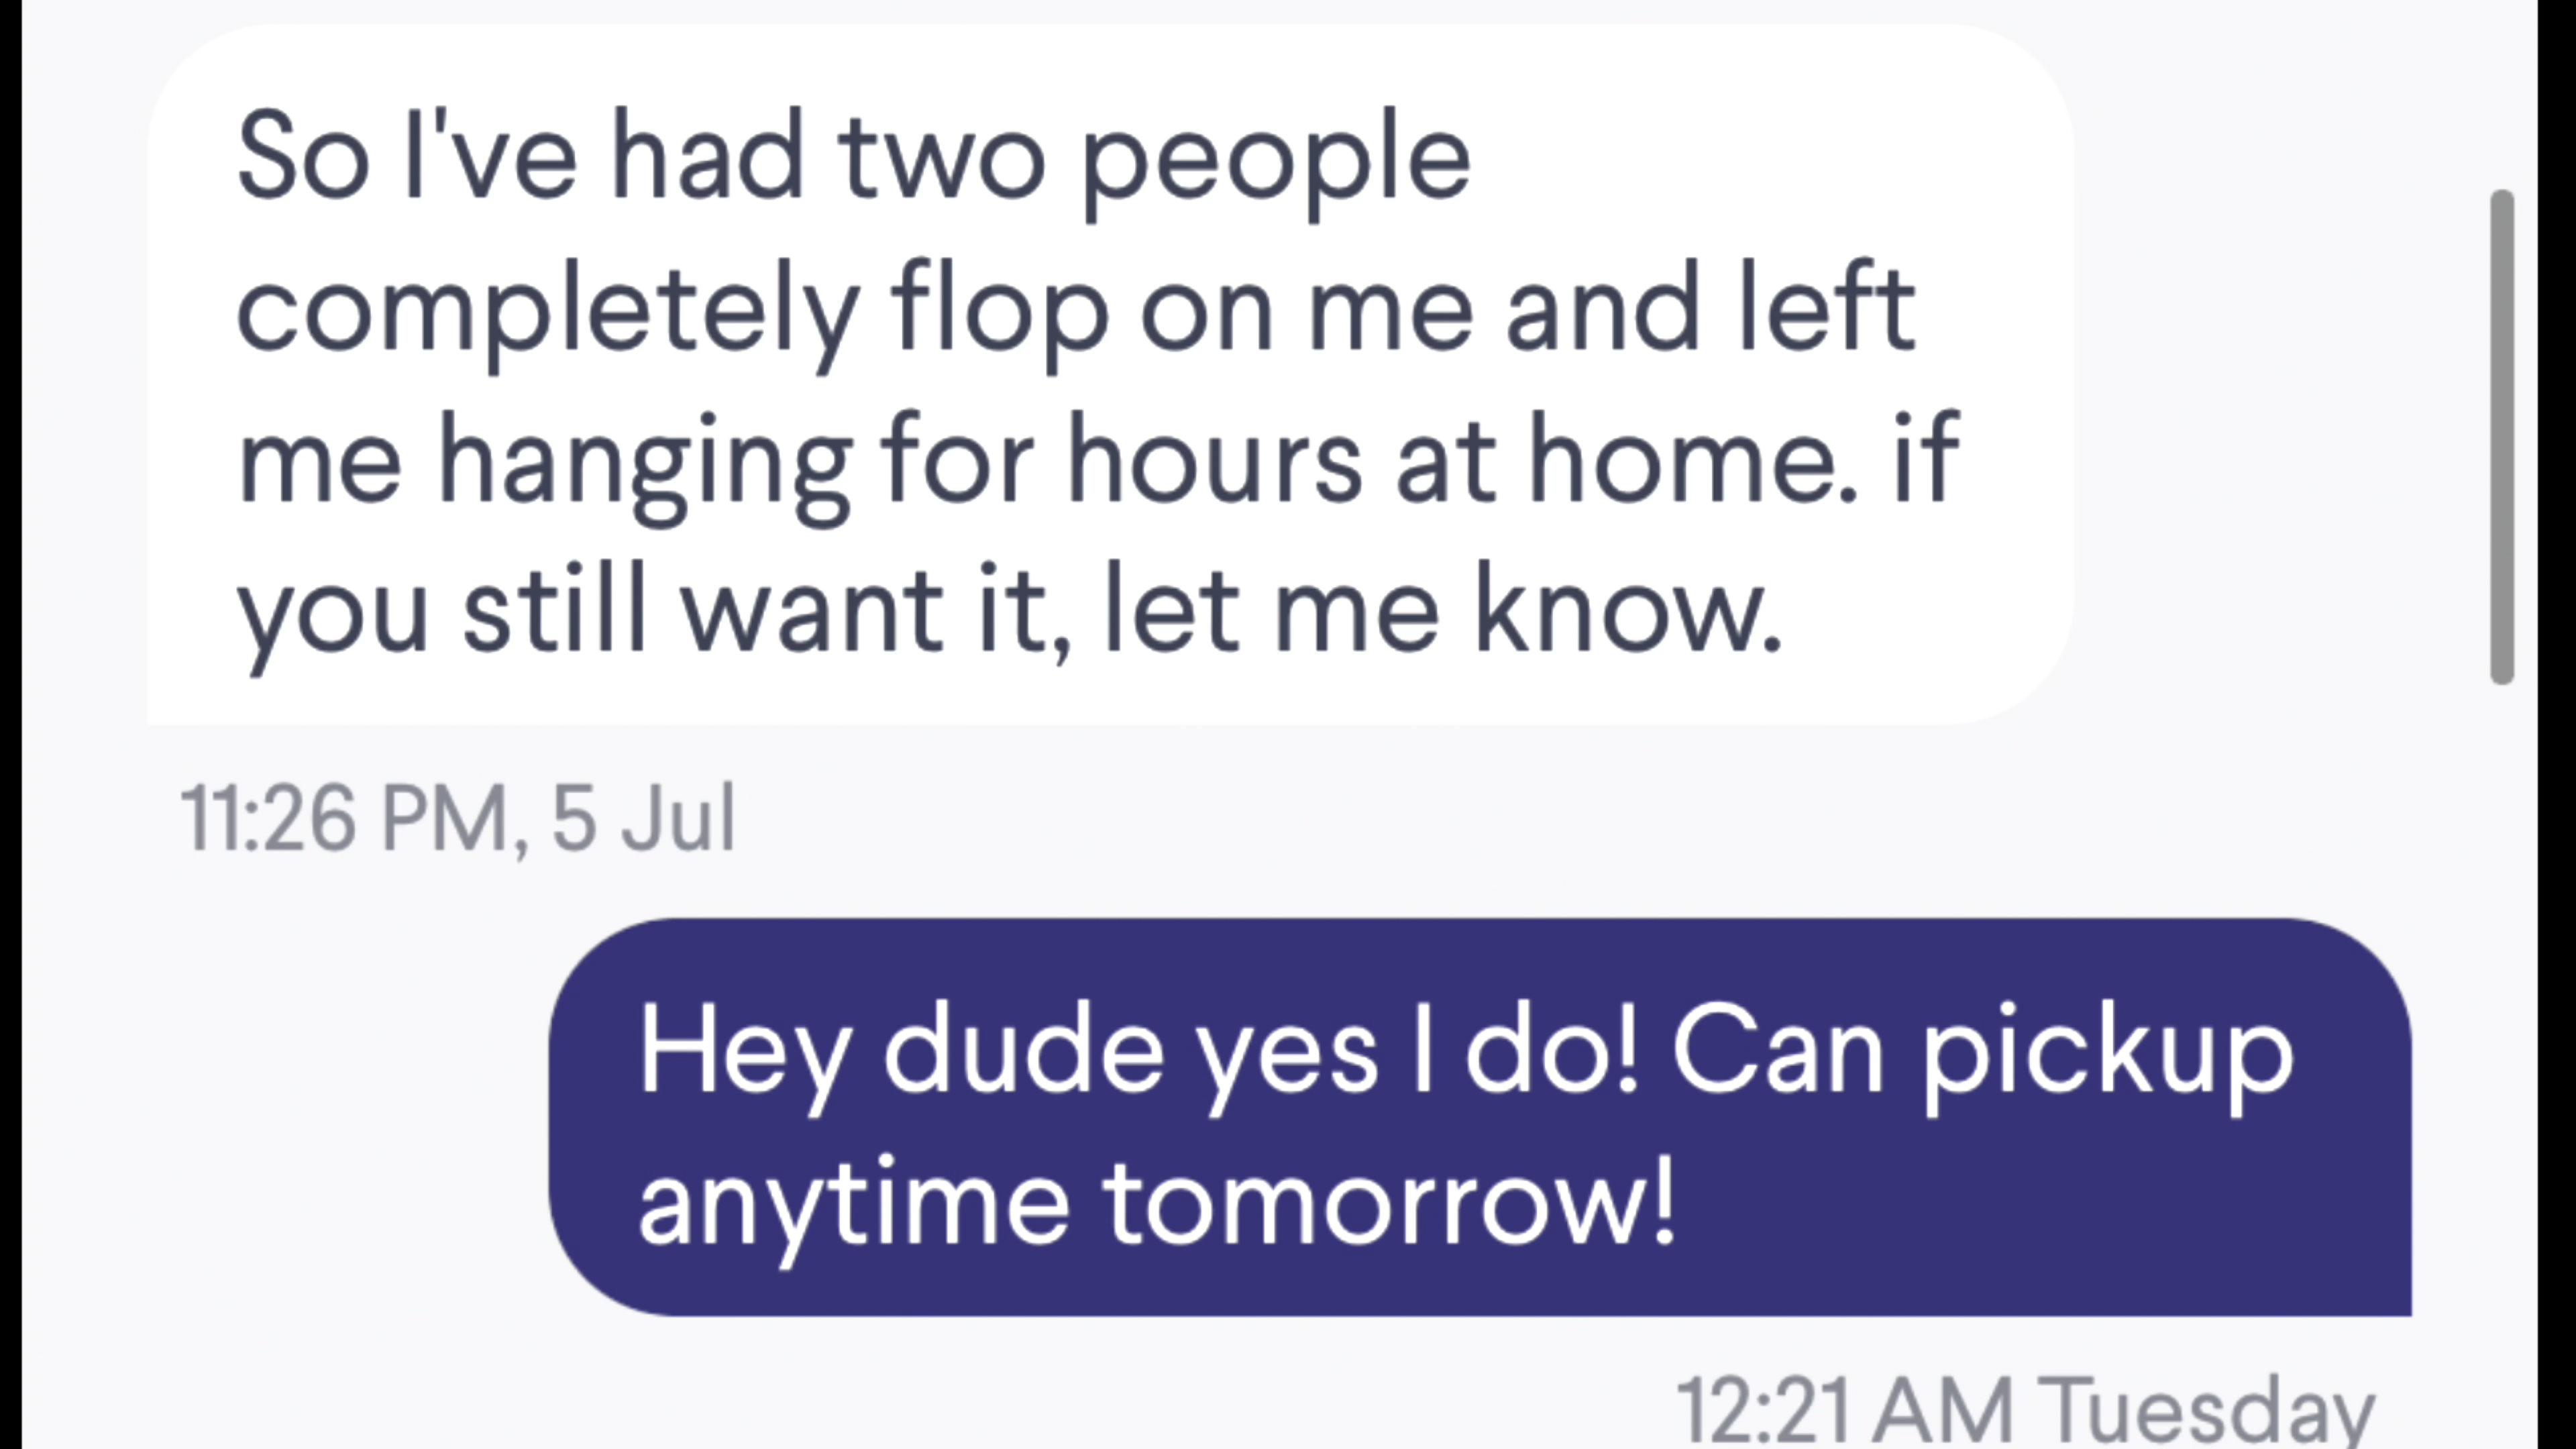 So I've had two people
completely flop on me and left
me hanging for hours at home. if
you still want it, let me know.
11:26 PM, 5 Jul
Hey dude yes I do! Can pickup
anytime tomorrow!
12:21 AM Tuesday